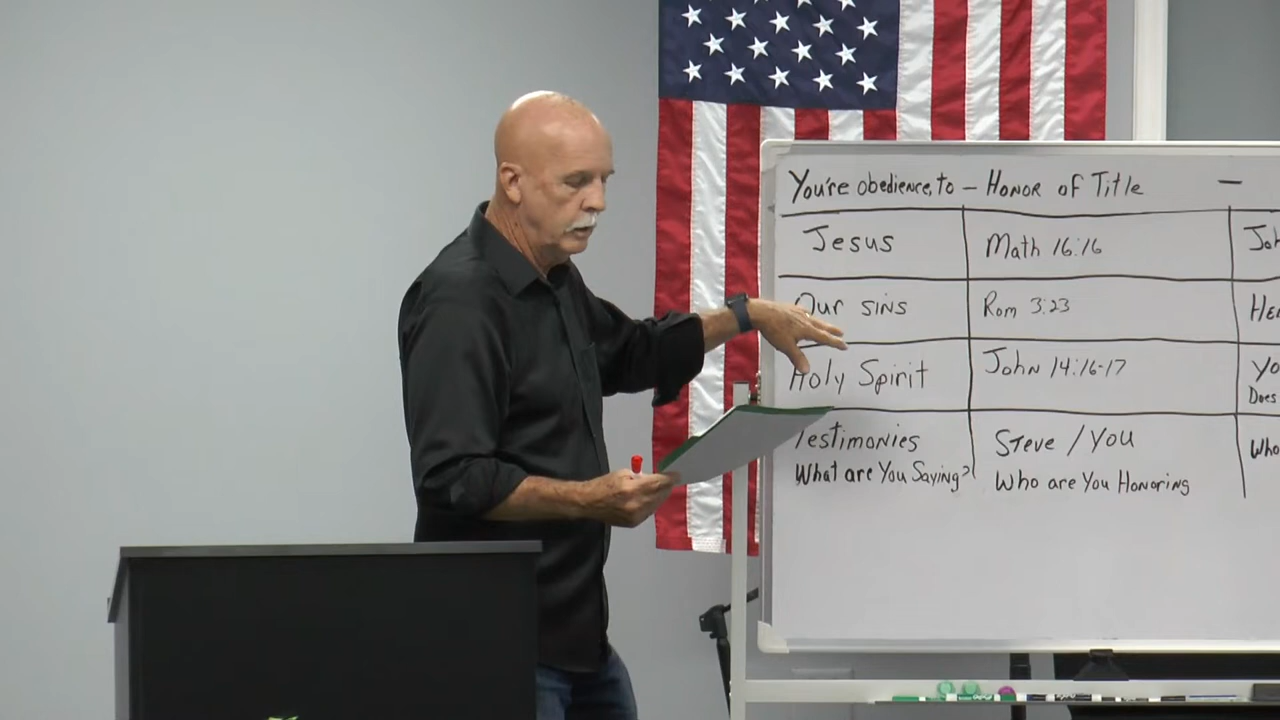 You're obedience, to – Honor of Title –
Jesus Math 16:16
Our sins Rom 3:23
Holy Spirit John 14:16-17
Does
Testimonies Steve / You
What are You Saying? Who are You Honoring